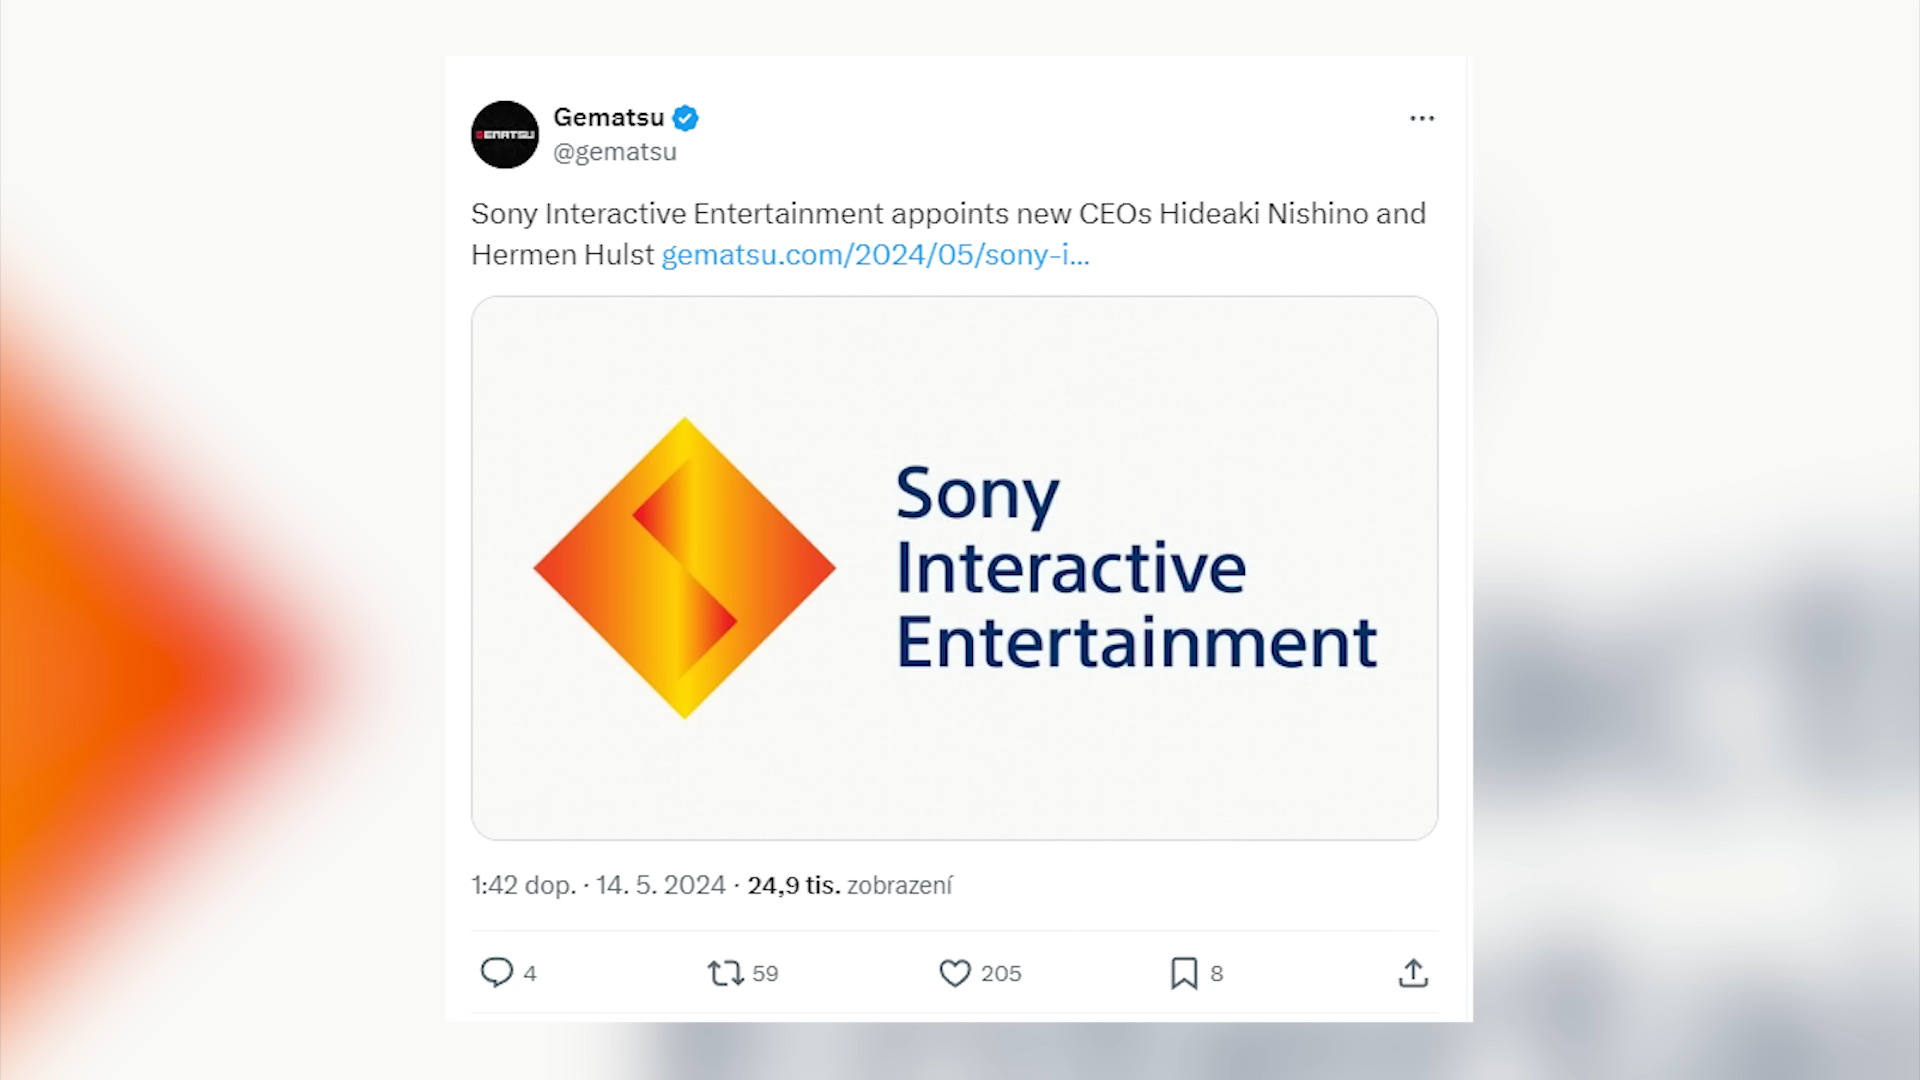 GEMATSU
Gematsu
@gematsu
Sony Interactive Entertainment appoints new CEOs Hideaki Nishino and
Hermen Hulst gematsu.com/2024/05/sony-i...
Sony
Interactive
Entertainment
1:42 dop. · 14. 5. 2024 · 24,9 tis. zobrazení
4 59 205 8